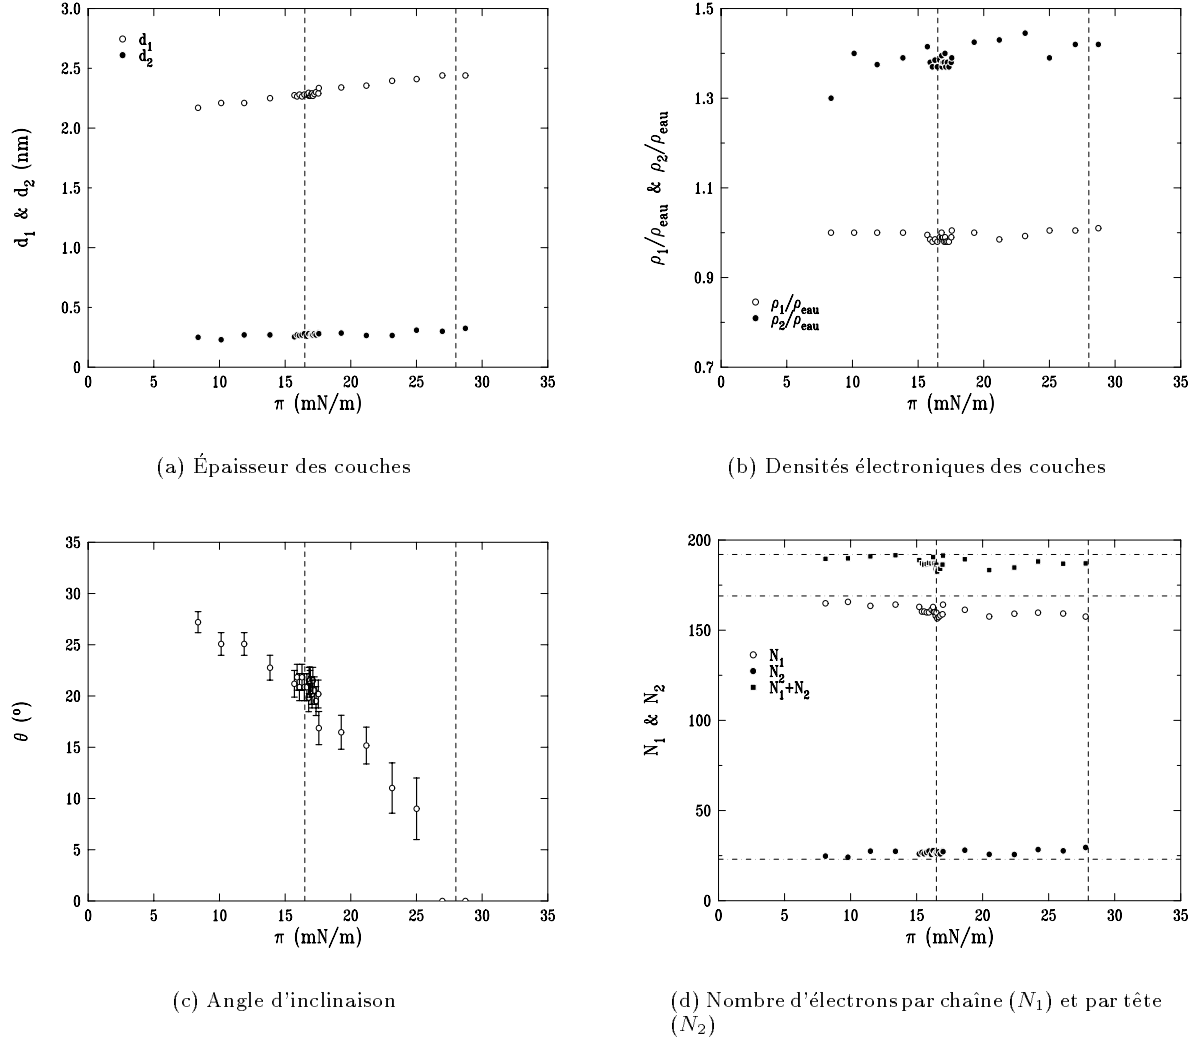 3.0
2.5
2.0
1.5
1.0
0.5
0
d₁ & d₂ (nm)
d₁
d₂
0 5 10 15 20 25 30 35
π (mN/m)
(a) Épaisseur des couches
1.5
1.3
1.1
0.9
0.7
ρ₁/ρeau & ρ₂/ρeau
ρ₁/ρeau
ρ₂/ρeau
0 5 10 15 20 25 30 35
π (mN/m)
(b) Densités électroniques des couches
35
30
25
20
15
10
5
0
θ (º)
0 5 10 15 20 25 30 35
π (mN/m)
(c) Angle d'inclinaison
200
150
100
50
0
N₁ & N₂
N₁
N₂
N₁+N₂
0 5 10 15 20 25 30 35
π (mN/m)
(d) Nombre d'électrons par chaîne (N₁) et par tête
(N₂)